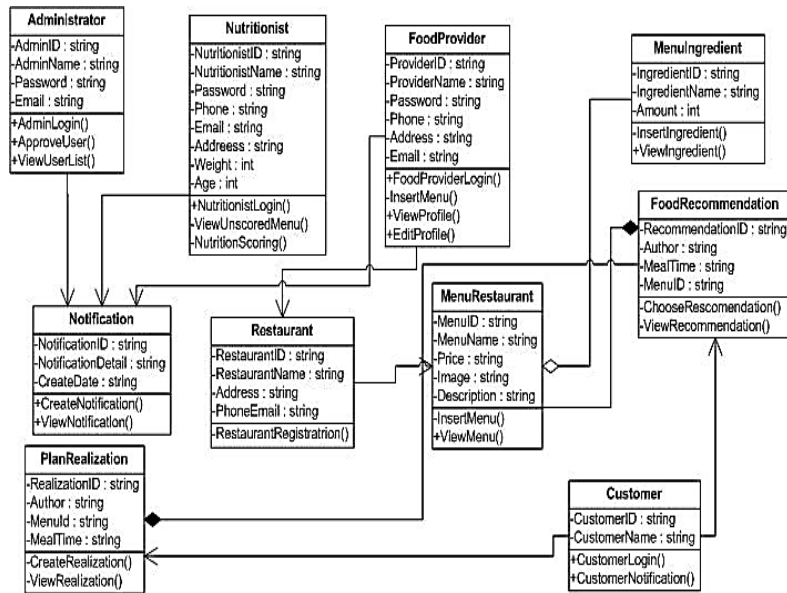 Administrator
-AdminID : string
-AdminName : string
-Password : string
-Email : string
+AdminLogin()
+ApproveUser()
+ViewUserList()
Nutritionist
-NutritionistID : string
-NutritionistName : string
-Password : string
-Phone : string
-Email : string
-Addreess : string
-Weight : int
-Age : int
+NutritionistLogin()
-ViewUnscoredMenu()
-NutritionScoring()
FoodProvider
-ProviderID : string
-ProviderName : string
-Password : string
-Phone : string
-Address : string
-Email : string
+FoodProviderLogin()
-InsertMenu()
+ViewProfile()
+EditProfile()
MenuIngredient
-IngredientID : string
-IngredientName : string
-Amount : int
-InsertIngredient()
+ViewIngredient()
FoodRecommendation
-RecommendationID : string
-Author : string
-MealTime : string
-MenuID : string
-ChooseRescomendation()
-ViewRecommendation()
Notification
-NotificationID : string
-NotificationDetail : string
-CreateDate : string
+CreateNotification()
+ViewNotification()
Restaurant
-RestaurantID : string
-RestaurantName : string
-Address : string
-PhoneEmail : string
-RestaurantRegistratrion()
MenuRestaurant
-MenuID : string
-MenuName : string
-Price : string
-Image : string
-Description : string
-InsertMenu()
+ViewMenu()
PlanRealization
-RealizationID : string
-Author : string
-MenuId : string
-MealTime : string
-CreateRealization()
-ViewRealization()
Customer
-CustomerID : string
-CustomerName : string
+CustomerLogin()
+CustomerNotification()